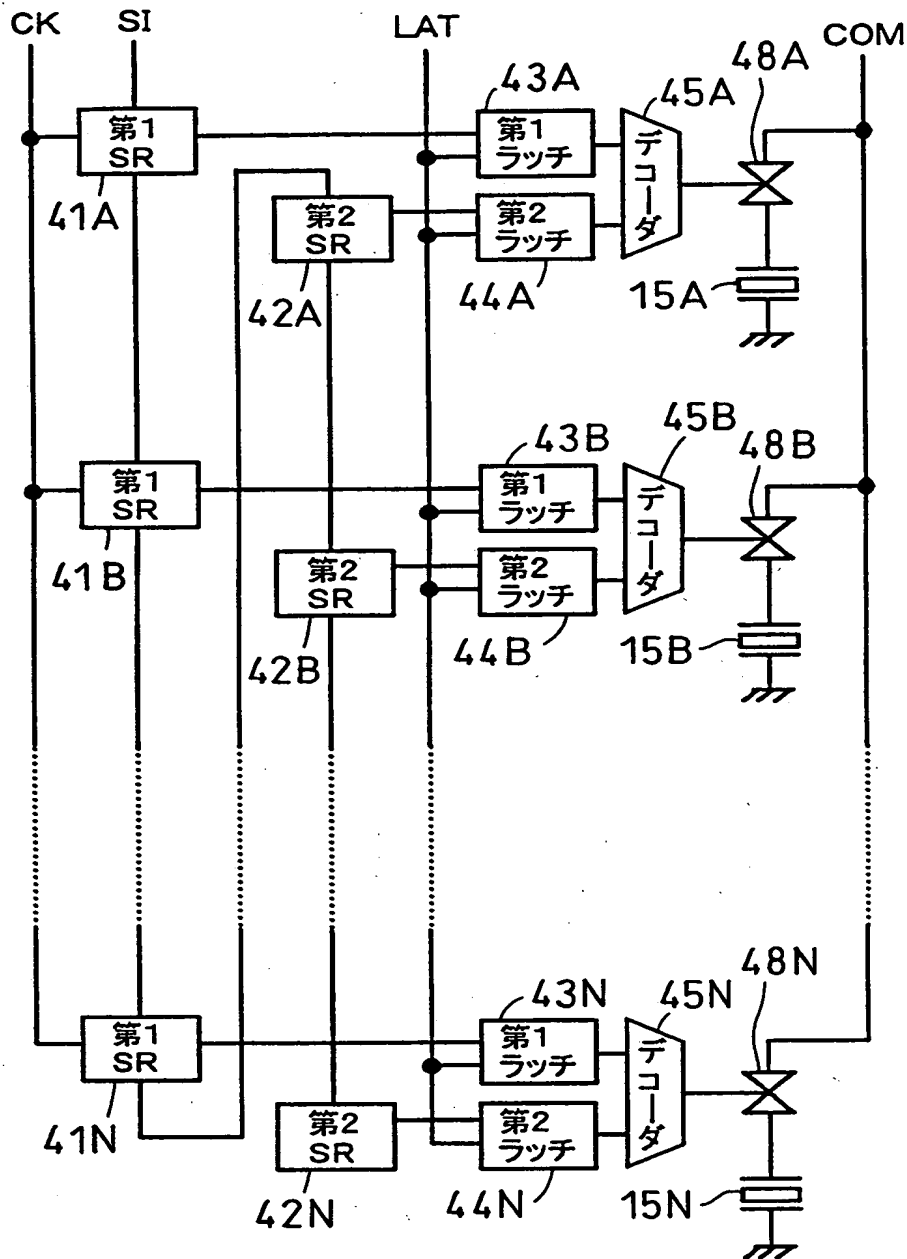 CK
SI
LAT
COM
第1
SR
41A
第2
SR
42A
43A
第1
ラッチ
第2
ラッチ
44A
45A
デコーダ
48A
15A
第1
SR
41B
第2
SR
42B
43B
第1
ラッチ
第2
ラッチ
44B
45B
デコーダ
48B
15B
第1
SR
41N
第2
SR
42N
43N
第1
ラッチ
第2
ラッチ
44N
45N
デコーダ
48N
15N